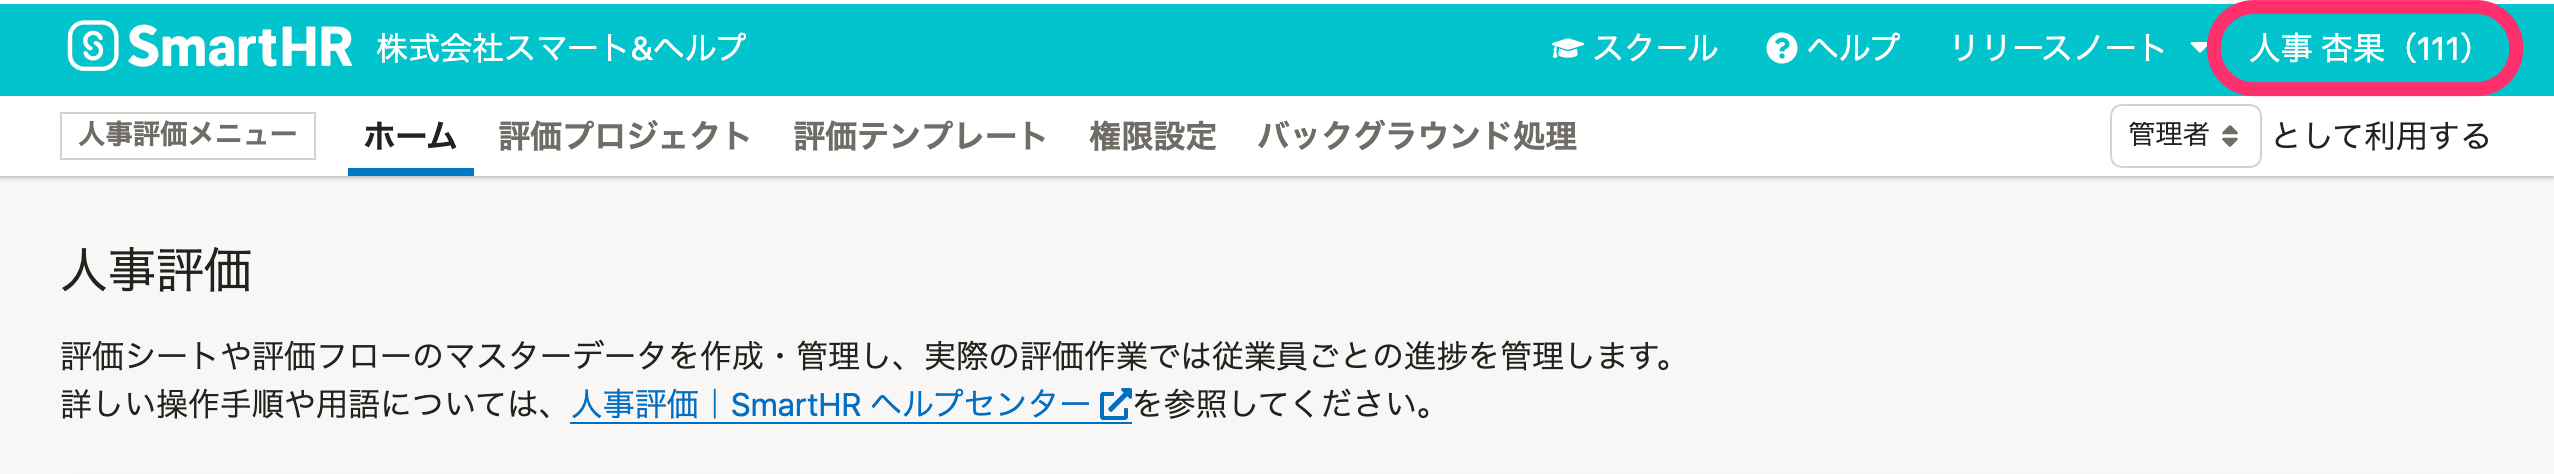 SmartHR 株式会社スマート&ヘルプ スクール ヘルプ リリースノート 人事 杏果（111）
人事評価メニュー ホーム 評価プロジェクト 評価テンプレート 権限設定 バックグラウンド処理 管理者 として利用する
人事評価
評価シートや評価フローのマスターデータを作成・管理し、実際の評価作業では従業員ごとの進捗を管理します。
詳しい操作手順や用語については、人事評価｜SmartHR ヘルプセンターを参照してください。